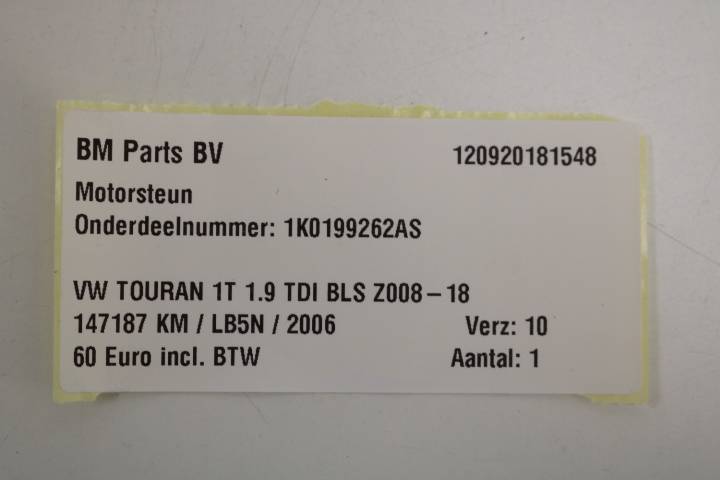 BM Parts BV 120920181548
Motorsteun
Onderdeelnummer: 1K0199262AS
VW TOURAN 1T 1.9 TDI BLS Z008-18
147187 KM / LB5N / 2006 Verz: 10
60 Euro incl. BTW Aantal: 1